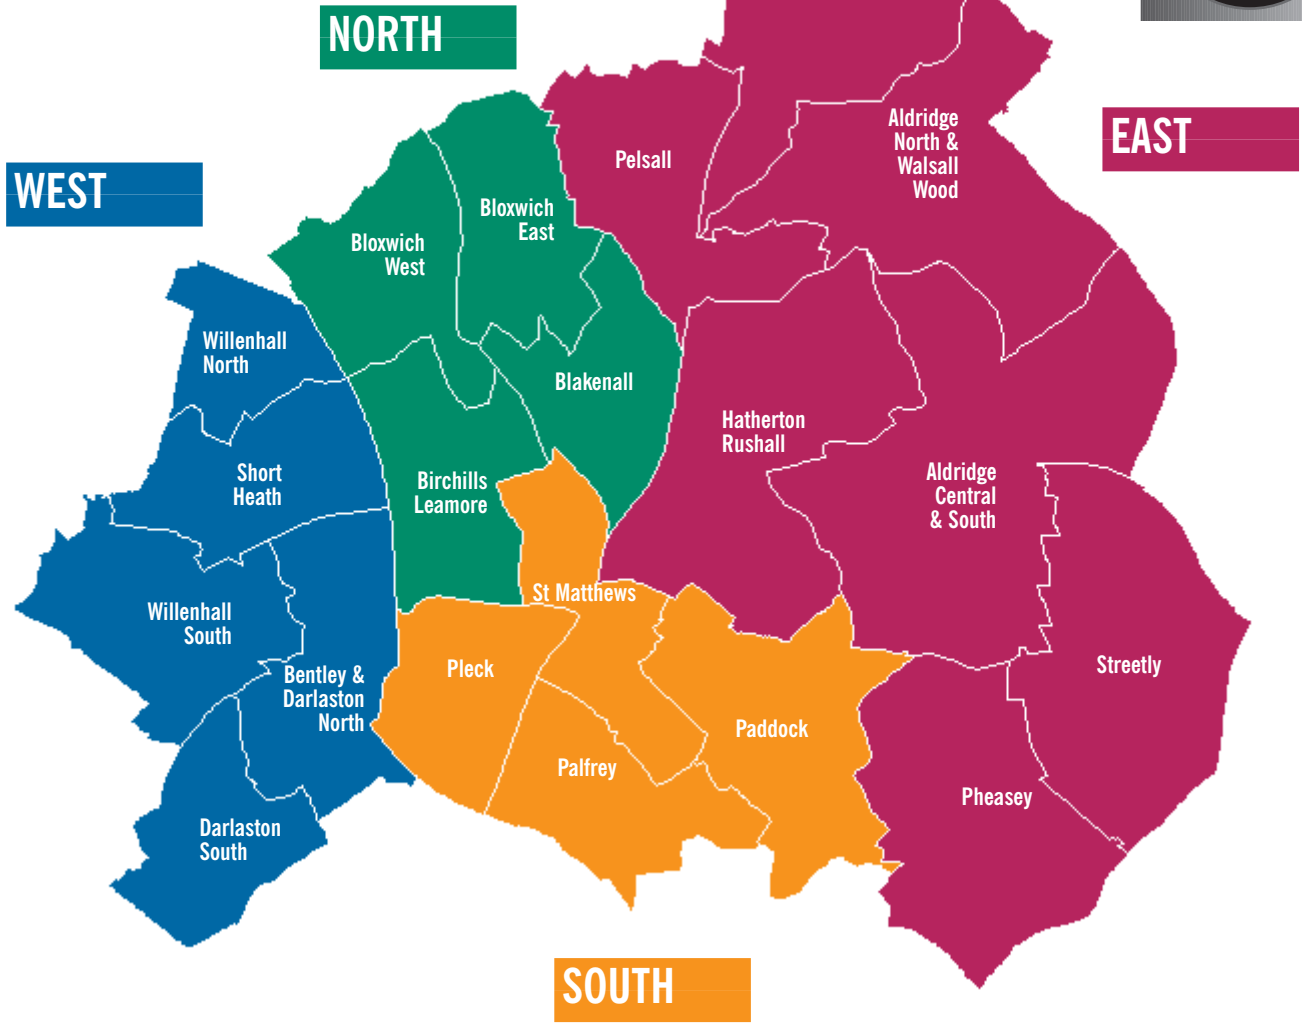 NORTH
EAST
WEST
Pelsall
Aldridge
North &
Walsall
Wood
Bloxwich
East
Bloxwich
West
Willenhall
North
Blakenall
Hatherton
Rushall
Short
Heath
Birchills
Leamore
Aldridge
Central
& South
St Matthews
Willenhall
South
Bentley &
Darlaston
North
Pleck
Streetly
Paddock
Palfrey
Pheasey
Darlaston
South
SOUTH